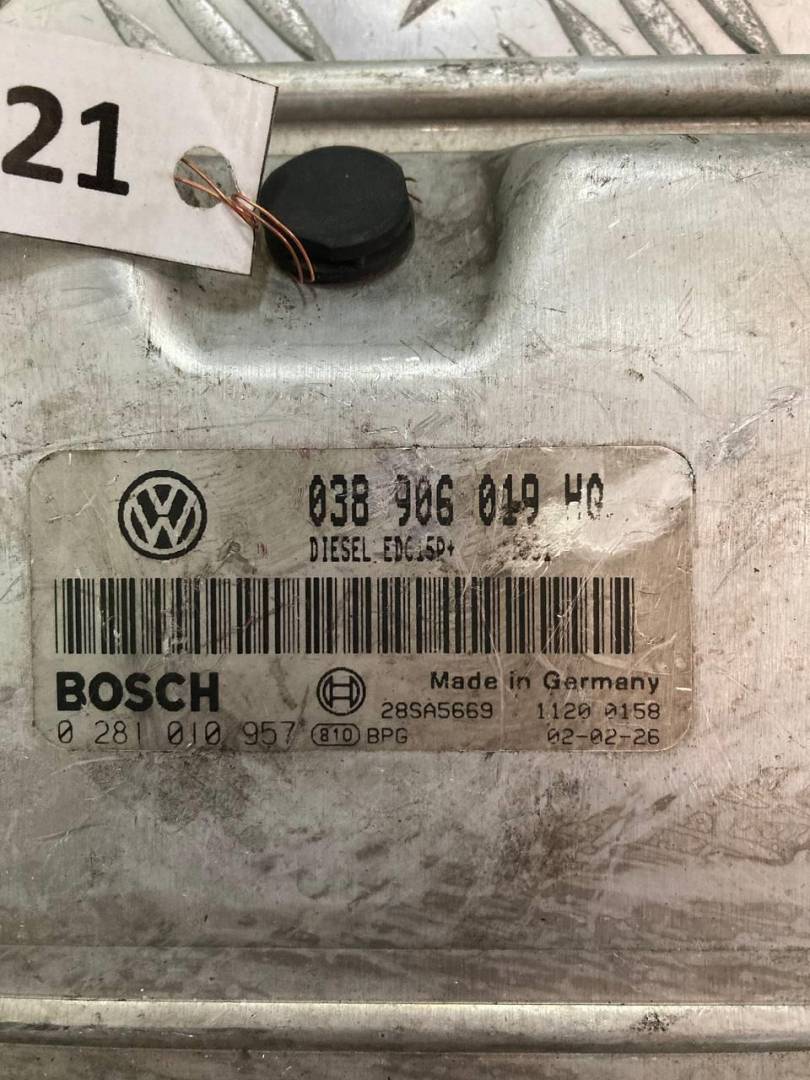 21
038 906 019 HQ
DIESEL EDC15P+
BOSCH
Made in Germany
28SA5669 1120 0158
0 281 010 957 810 BPG 02-02-26